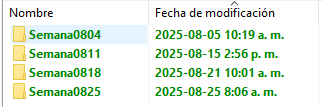 Nombre Fecha de modificación
Semana0804 2025-08-05 10:19 a. m.
Semana0811 2025-08-15 2:56 p. m.
Semana0818 2025-08-21 10:01 a. m.
Semana0825 2025-08-25 8:06 a. m.